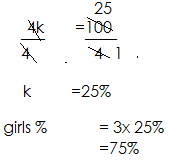 25
4k =100
4 . 4 1 .
k =25%
girls % = 3x 25%
=75%